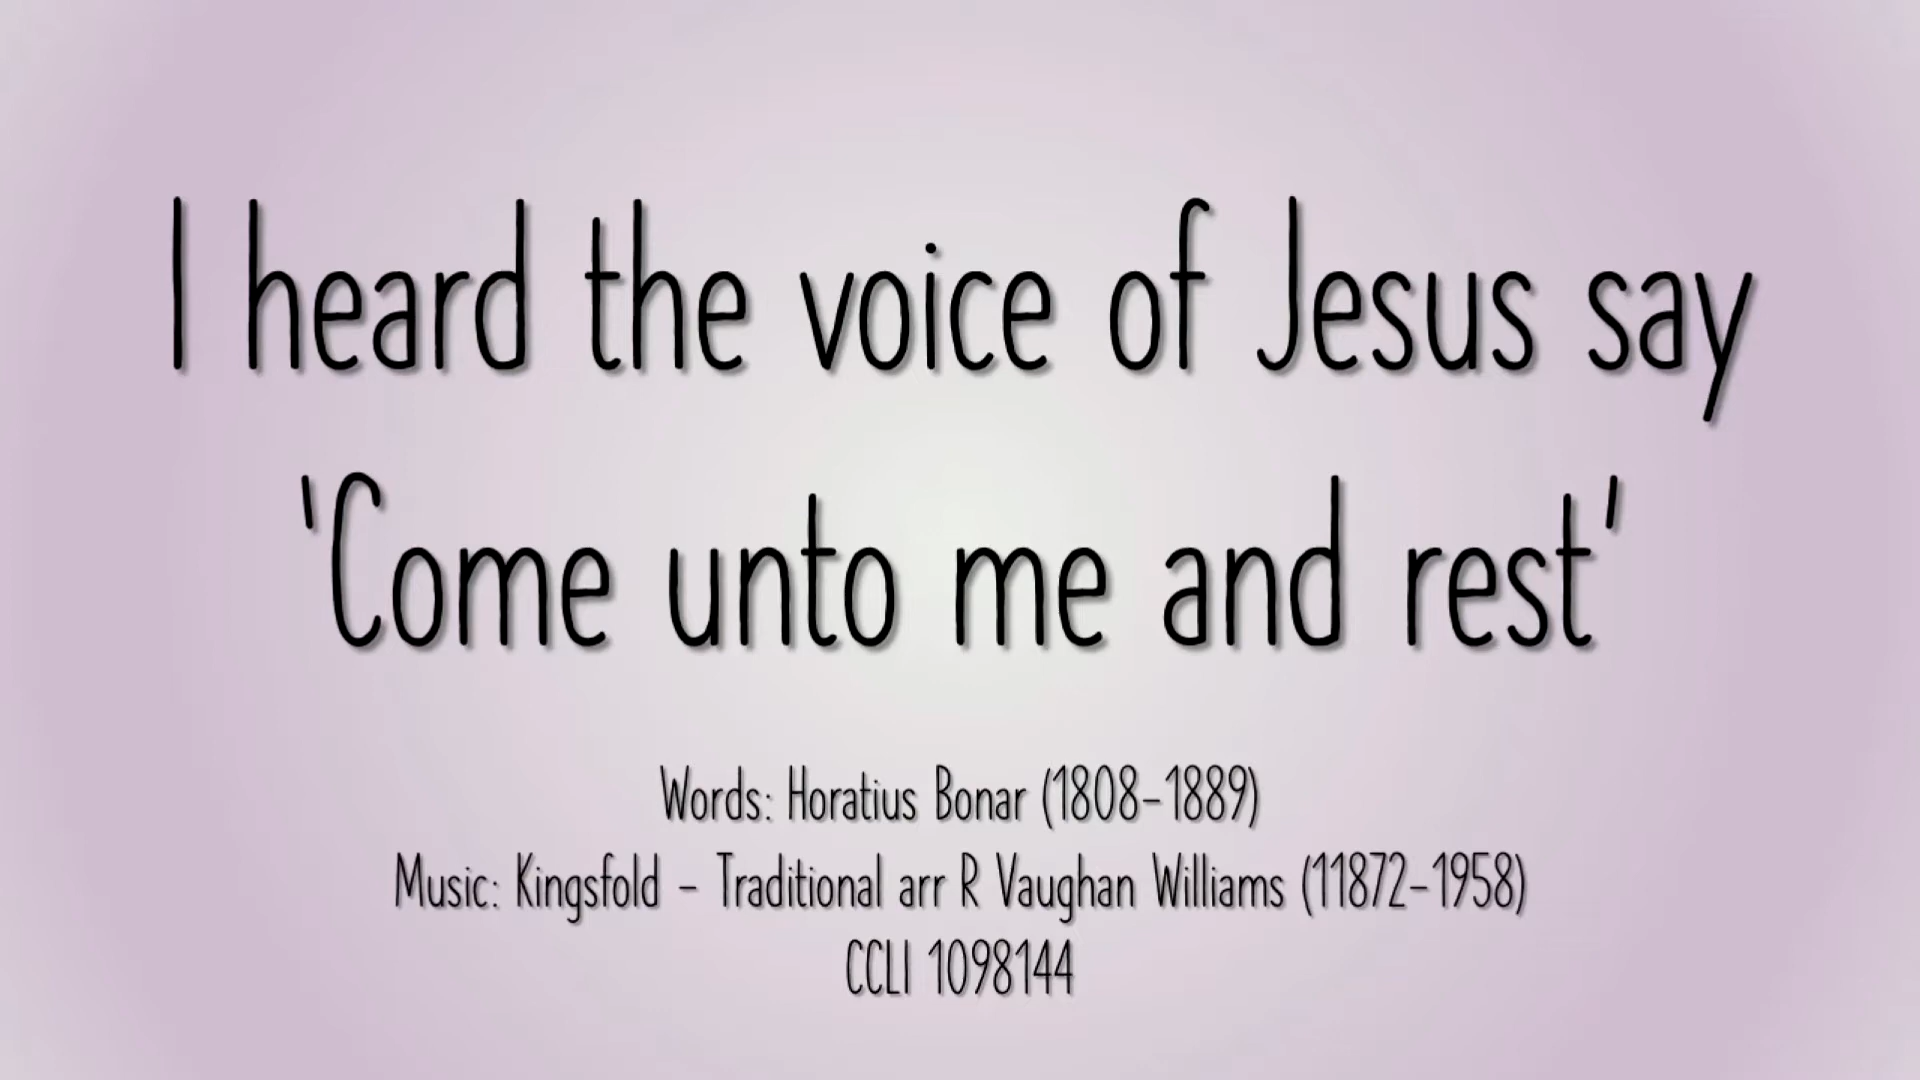 I heard the voice of Jesus say
'Come unto me and rest'
Words: Horatius Bonar (1808-1889)
Music: Kingsfold - Traditional arr R Vaughan Williams (11872-1958)
CCLI 1098144